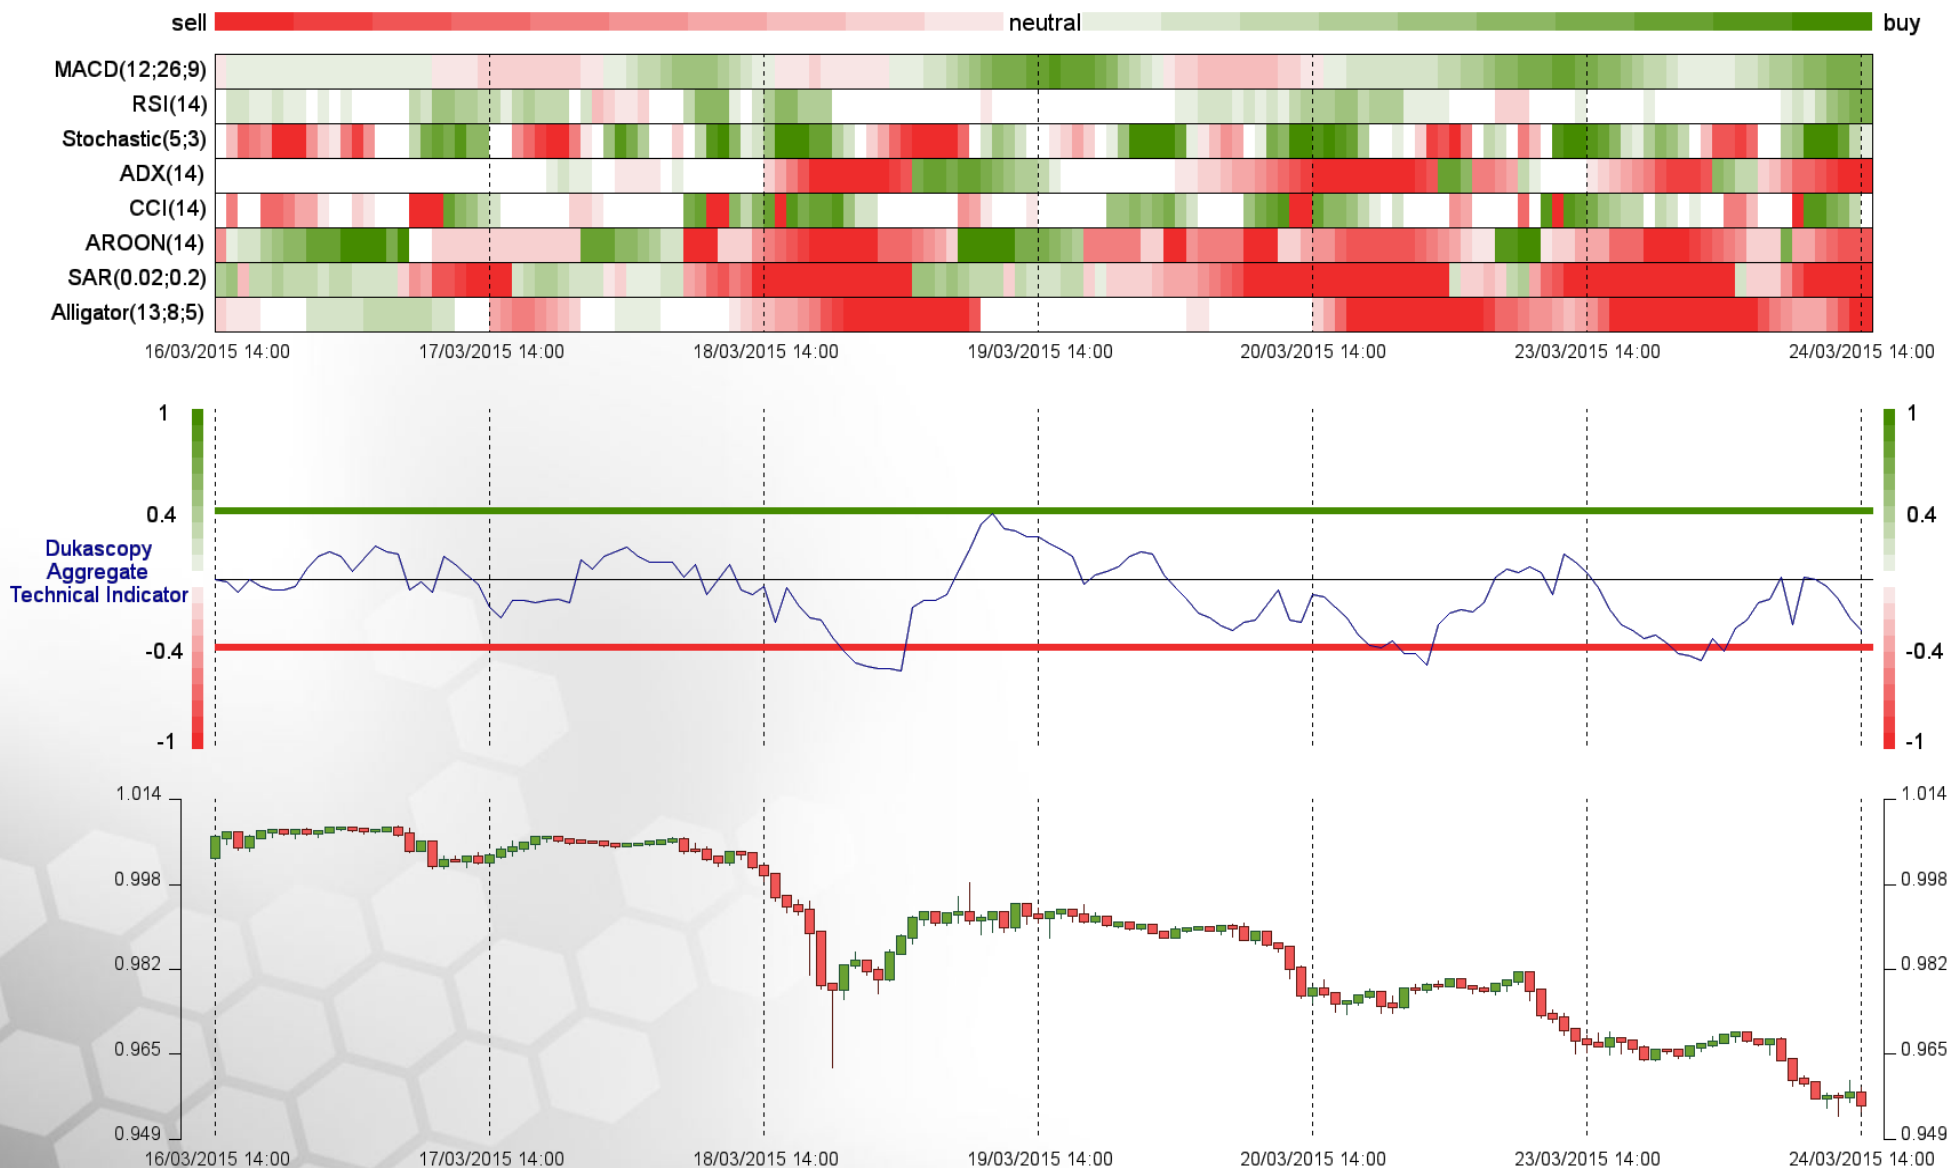 sell neutral buy
MACD(12;26;9)
RSI(14)
Stochastic(5;3)
ADX(14)
CCI(14)
AROON(14)
SAR(0.02;0.2)
Alligator(13;8;5)
16/03/2015 14:00 17/03/2015 14:00 18/03/2015 14:00 19/03/2015 14:00 20/03/2015 14:00 23/03/2015 14:00 24/03/2015 14:00
1 1
0.4 0.4
Dukascopy
Aggregate
Technical Indicator
-0.4 -0.4
-1 -1
1.014 1.014
0.998 0.998
0.982 0.982
0.965 0.965
0.949 0.949
16/03/2015 14:00 17/03/2015 14:00 18/03/2015 14:00 19/03/2015 14:00 20/03/2015 14:00 23/03/2015 14:00 24/03/2015 14:00